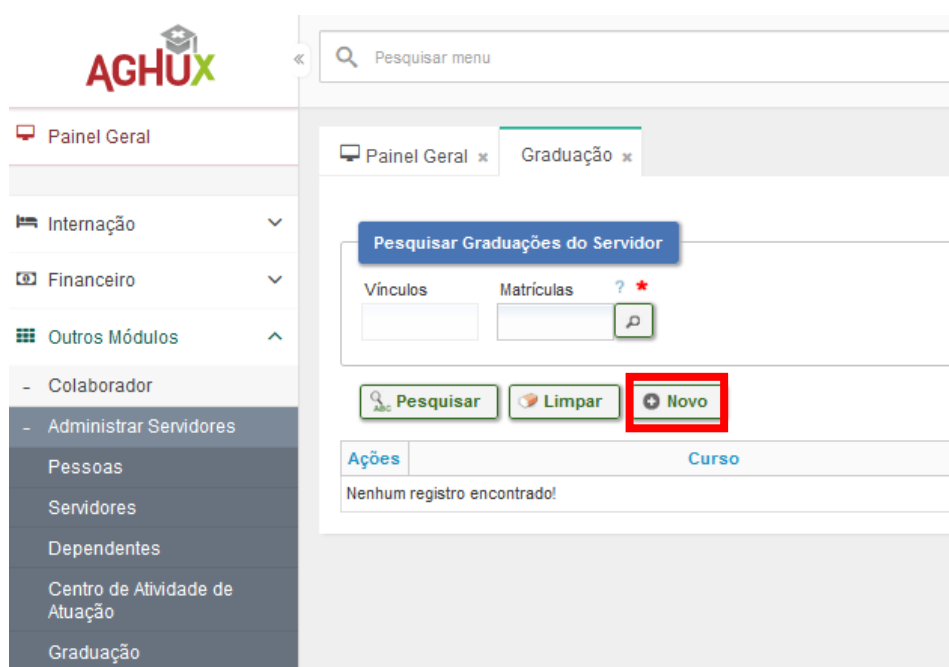 AGHUX
«
Pesquisar menu
Painel Geral
Painel Geral ×
Graduação ×
Internação
Pesquisar Graduações do Servidor
Financeiro
Vínculos
Matrículas ? *
Outros Módulos
- Colaborador
ABC Pesquisar
Limpar
Novo
- Administrar Servidores
Ações
Curso
Pessoas
Nenhum registro encontrado!
Servidores
Dependentes
Centro de Atividade de
Atuação
Graduação